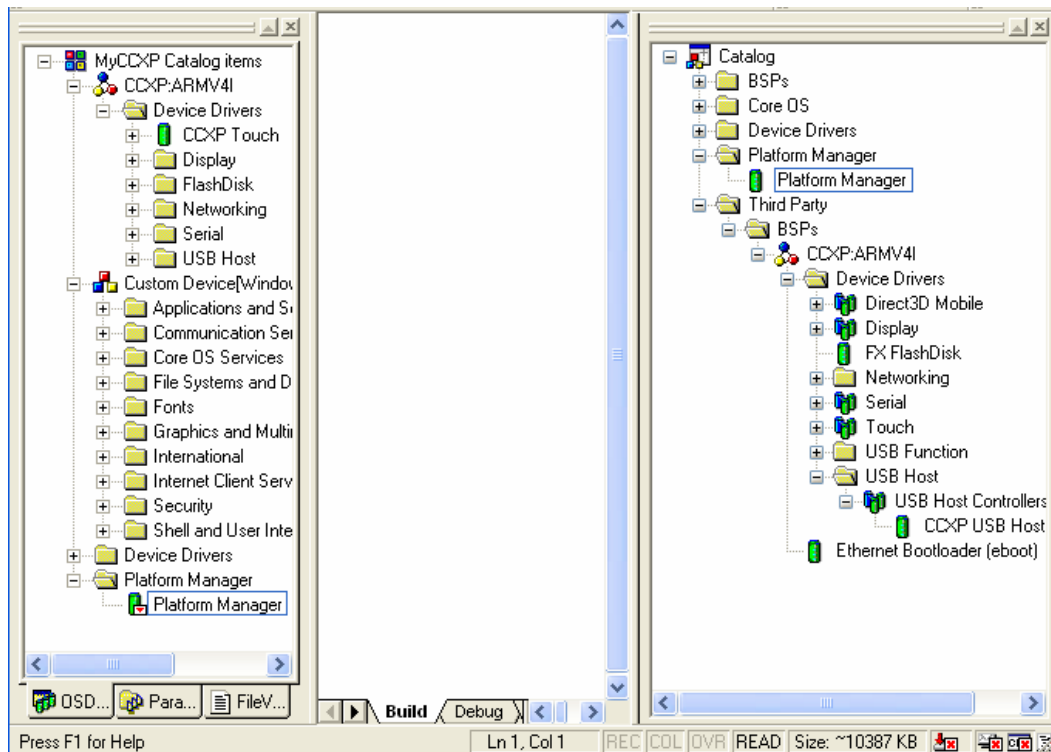 MyCCXP Catalog items
CCXP:ARMV4I
Device Drivers
CCXP Touch
Display
FlashDisk
Networking
Serial
USB Host
Custom Device[Window
Applications and Se
Communication Ser
Core OS Services
File Systems and D
Fonts
Graphics and Multin
International
Internet Client Serv
Security
Shell and User Inte
Device Drivers
Platform Manager
Platform Manager
OSD...
Para...
FileV...
Build
Debug
Catalog
BSPs
Core OS
Device Drivers
Platform Manager
Platform Manager
Third Party
BSPs
CCXP:ARMV4I
Device Drivers
Direct3D Mobile
Display
FX FlashDisk
Networking
Serial
Touch
USB Function
USB Host
USB Host Controllers
CCXP USB Host
Ethernet Bootloader (eboot)
Press F1 for Help
Ln 1, Col 1
REC COL OVR READ
Size: ~10387 KB